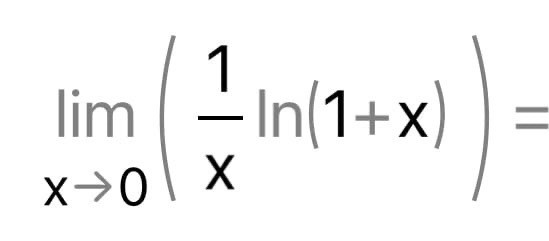 lim x→0 ( 1/x ln(1+x) ) =